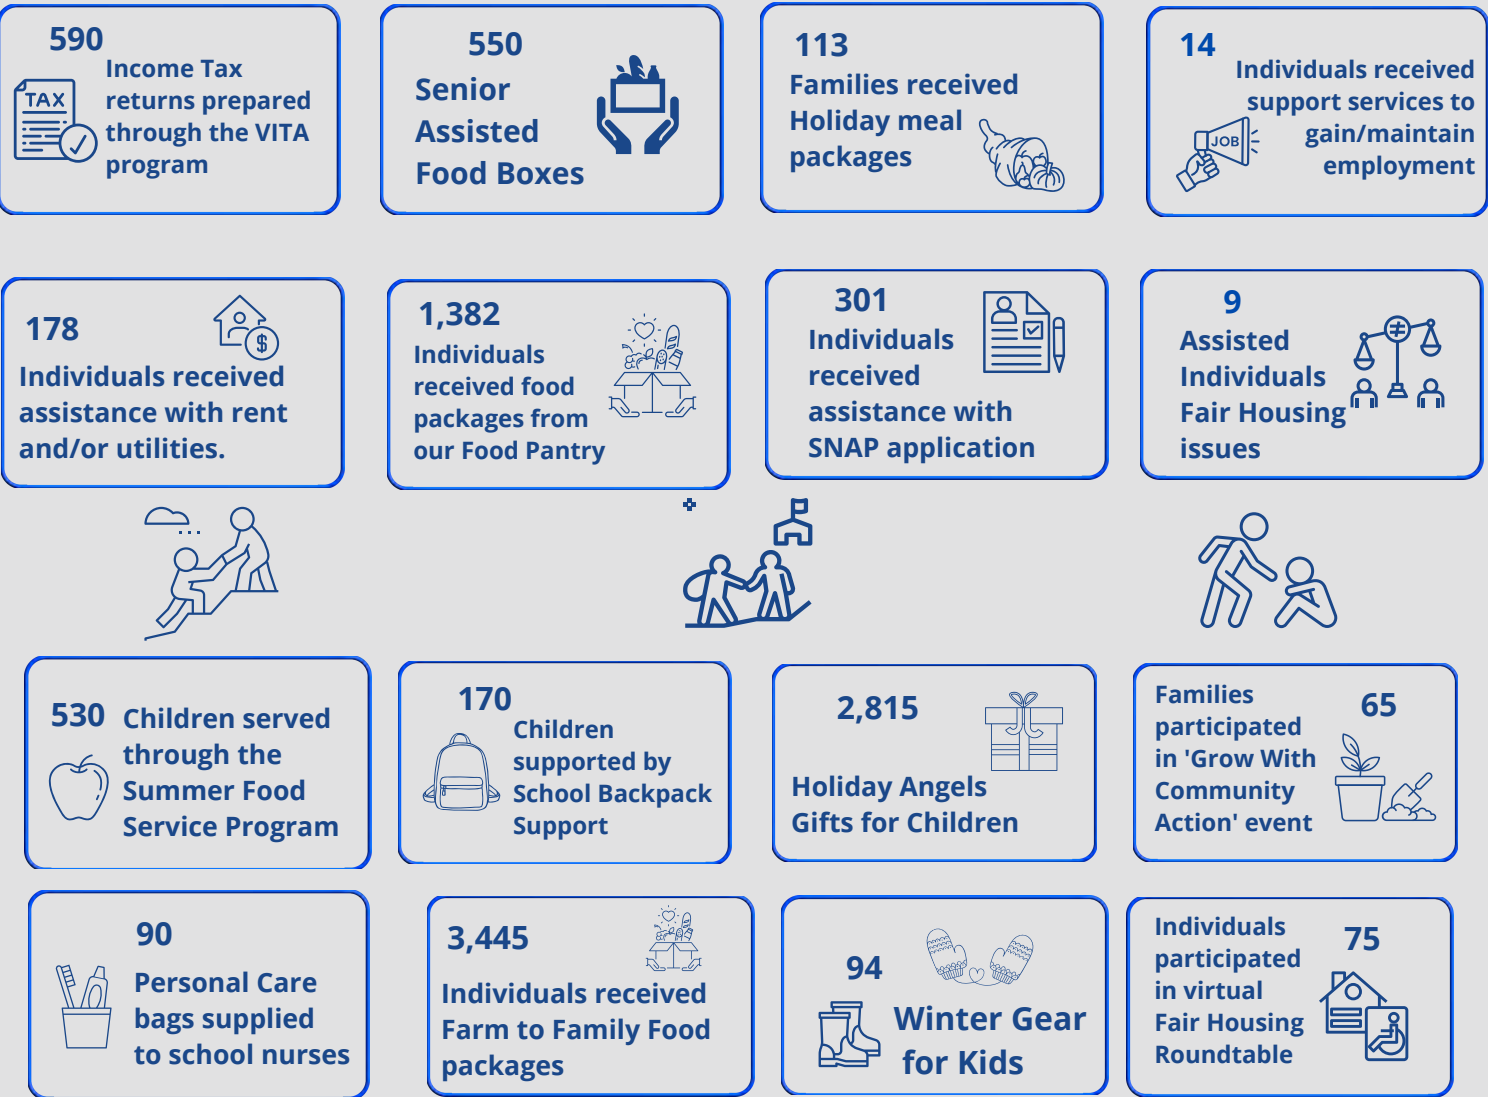 590
Income Tax
returns prepared
through the VITA
program
TAX
550
Senior
Assisted
Food Boxes
113
Families received
Holiday meal
packages
14
Individuals received
support services to
gain/maintain
employment
JOB
178
$
Individuals received
assistance with rent
and/or utilities.
1,382
Individuals
received food
packages from
our Food Pantry
301
Individuals
received
assistance with
SNAP application
9
Assisted
Individuals
Fair Housing
issues
≠
530
Children served
through the
Summer Food
Service Program
170
Children
supported by
School Backpack
Support
2,815
Holiday Angels
Gifts for Children
Families
participated
in 'Grow With
Community
Action' event
65
90
Personal Care
bags supplied
to school nurses
3,445
Individuals received
Farm to Family Food
packages
94
Winter Gear
for Kids
Individuals
participated
in virtual
Fair Housing
Roundtable
75